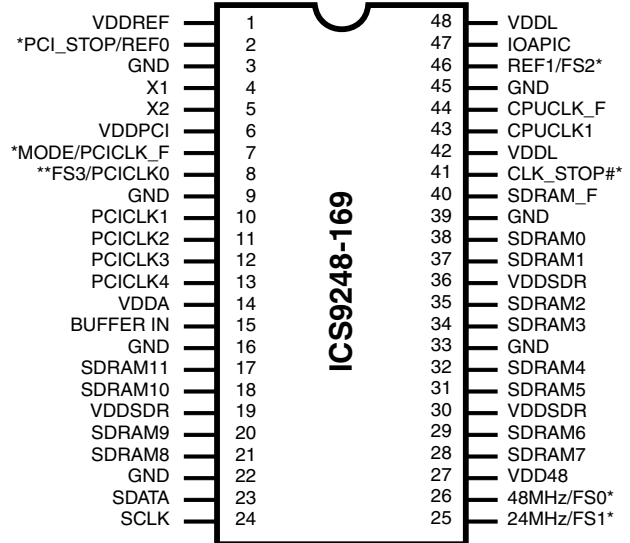 VDDREF 1 48 VDDL
*PCI_STOP/REF0 2 47 IOAPIC
GND 3 46 REF1/FS2*
X1 4 45 GND
X2 5 44 CPUCLK_F
VDDPCI 6 43 CPUCLK1
*MODE/PCICLK_F 7 42 VDDL
**FS3/PCICLK0 8 41 CLK_STOP#*
GND 9 40 SDRAM_F
PCICLK1 10 39 GND
PCICLK2 11 38 SDRAM0
PCICLK3 12 37 SDRAM1
PCICLK4 13 36 VDDSDR
VDDA 14 35 SDRAM2
BUFFER IN 15 34 SDRAM3
GND 16 33 GND
SDRAM11 17 32 SDRAM4
SDRAM10 18 31 SDRAM5
VDDSDR 19 30 VDDSDR
SDRAM9 20 29 SDRAM6
SDRAM8 21 28 SDRAM7
GND 22 27 VDD48
SDATA 23 26 48MHz/FS0*
SCLK 24 25 24MHz/FS1*
ICS9248-169